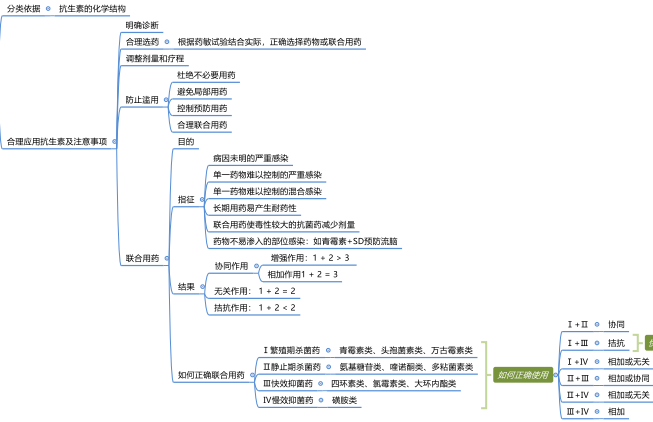 分类依据 抗生素的化学结构
合理应用抗生素及注意事项
明确诊断
合理选药 根据药敏试验结合实际，正确选择药物或联合用药
调整剂量和疗程
防止滥用
杜绝不必要用药
避免局部用药
控制预防用药
合理联合用药
联合用药
目的
指征
病因未明的严重感染
单一药物难以控制的严重感染
单一药物难以控制的混合感染
长期用药易产生耐药性
联合用药使毒性较大的抗菌药减少剂量
药物不易渗入的部位感染：如青霉素+SD预防流脑
结果
协同作用
增强作用：1 + 2 > 3
相加作用1 + 2 = 3
无关作用： 1 + 2 = 2
拮抗作用： 1 + 2 < 2
如何正确联合用药
Ⅰ繁殖期杀菌药 青霉素类、头孢菌素类、万古霉素类
Ⅱ静止期杀菌药 氨基糖苷类、喹诺酮类、多粘菌素类
Ⅲ快效抑菌药 四环素类、氯霉素类、大环内酯类
Ⅳ慢效抑菌药 磺胺类
如何正确使用
Ⅰ+Ⅱ 协同
Ⅰ+Ⅲ 拮抗
Ⅰ+Ⅳ 相加或无关
Ⅱ+Ⅲ 相加或协同
Ⅱ+Ⅳ 相加或无关
Ⅲ+Ⅳ 相加